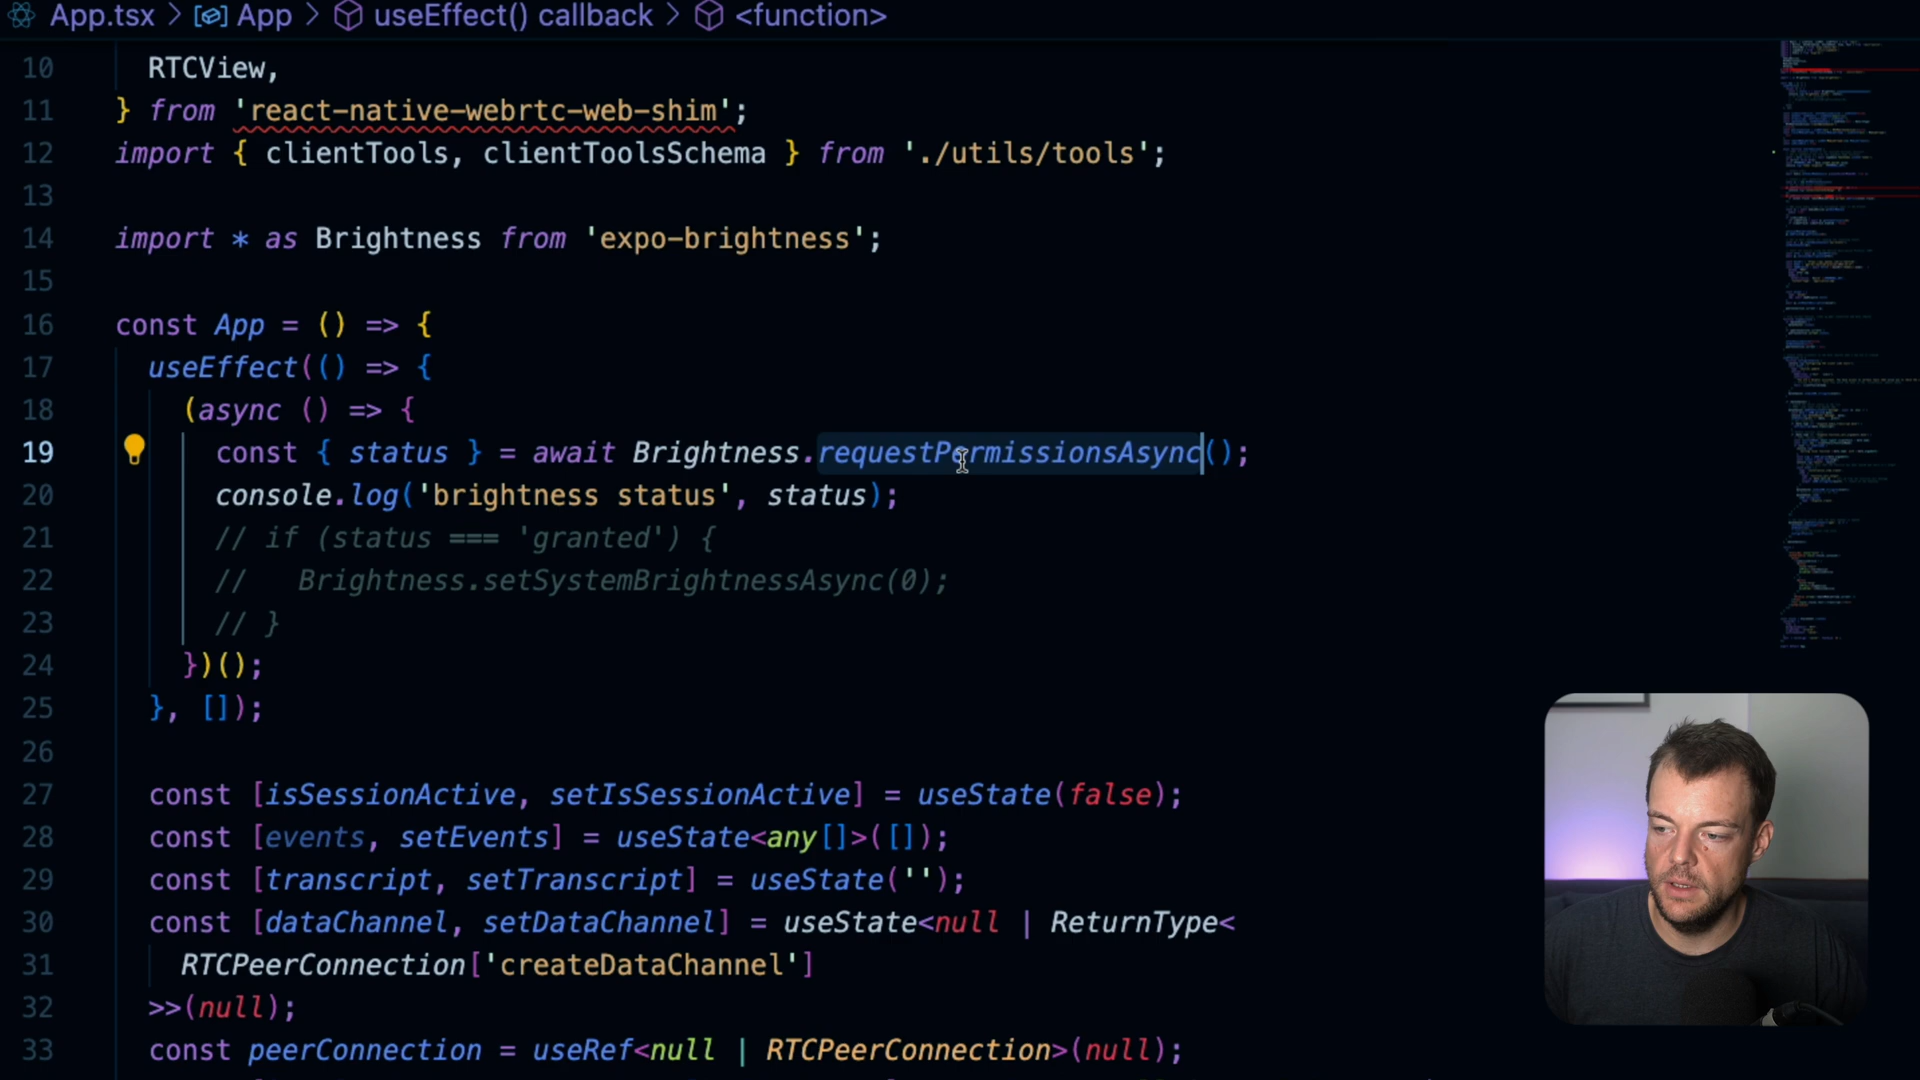 App.tsx > App > useEffect() callback > <function>
10 RTCView,
11 } from 'react-native-webrtc-web-shim';
12 import { clientTools, clientToolsSchema } from './utils/tools';
13
14 import * as Brightness from 'expo-brightness';
15
16 const App = () => {
17 useEffect(() => {
18 (async () => {
19 const { status } = await Brightness.requestPermissionsAsync();
20 console.log('brightness status', status);
21 // if (status === 'granted') {
22 //   Brightness.setSystemBrightnessAsync(0);
23 // }
24 })();
25 }, []);
26
27 const [isSessionActive, setIsSessionActive] = useState(false);
28 const [events, setEvents] = useState<any[]>([]);
29 const [transcript, setTranscript] = useState('');
30 const [dataChannel, setDataChannel] = useState<null | ReturnType<
31 RTCPeerConnection['createDataChannel']
32 >>(null);
33 const peerConnection = useRef<null | RTCPeerConnection>(null);